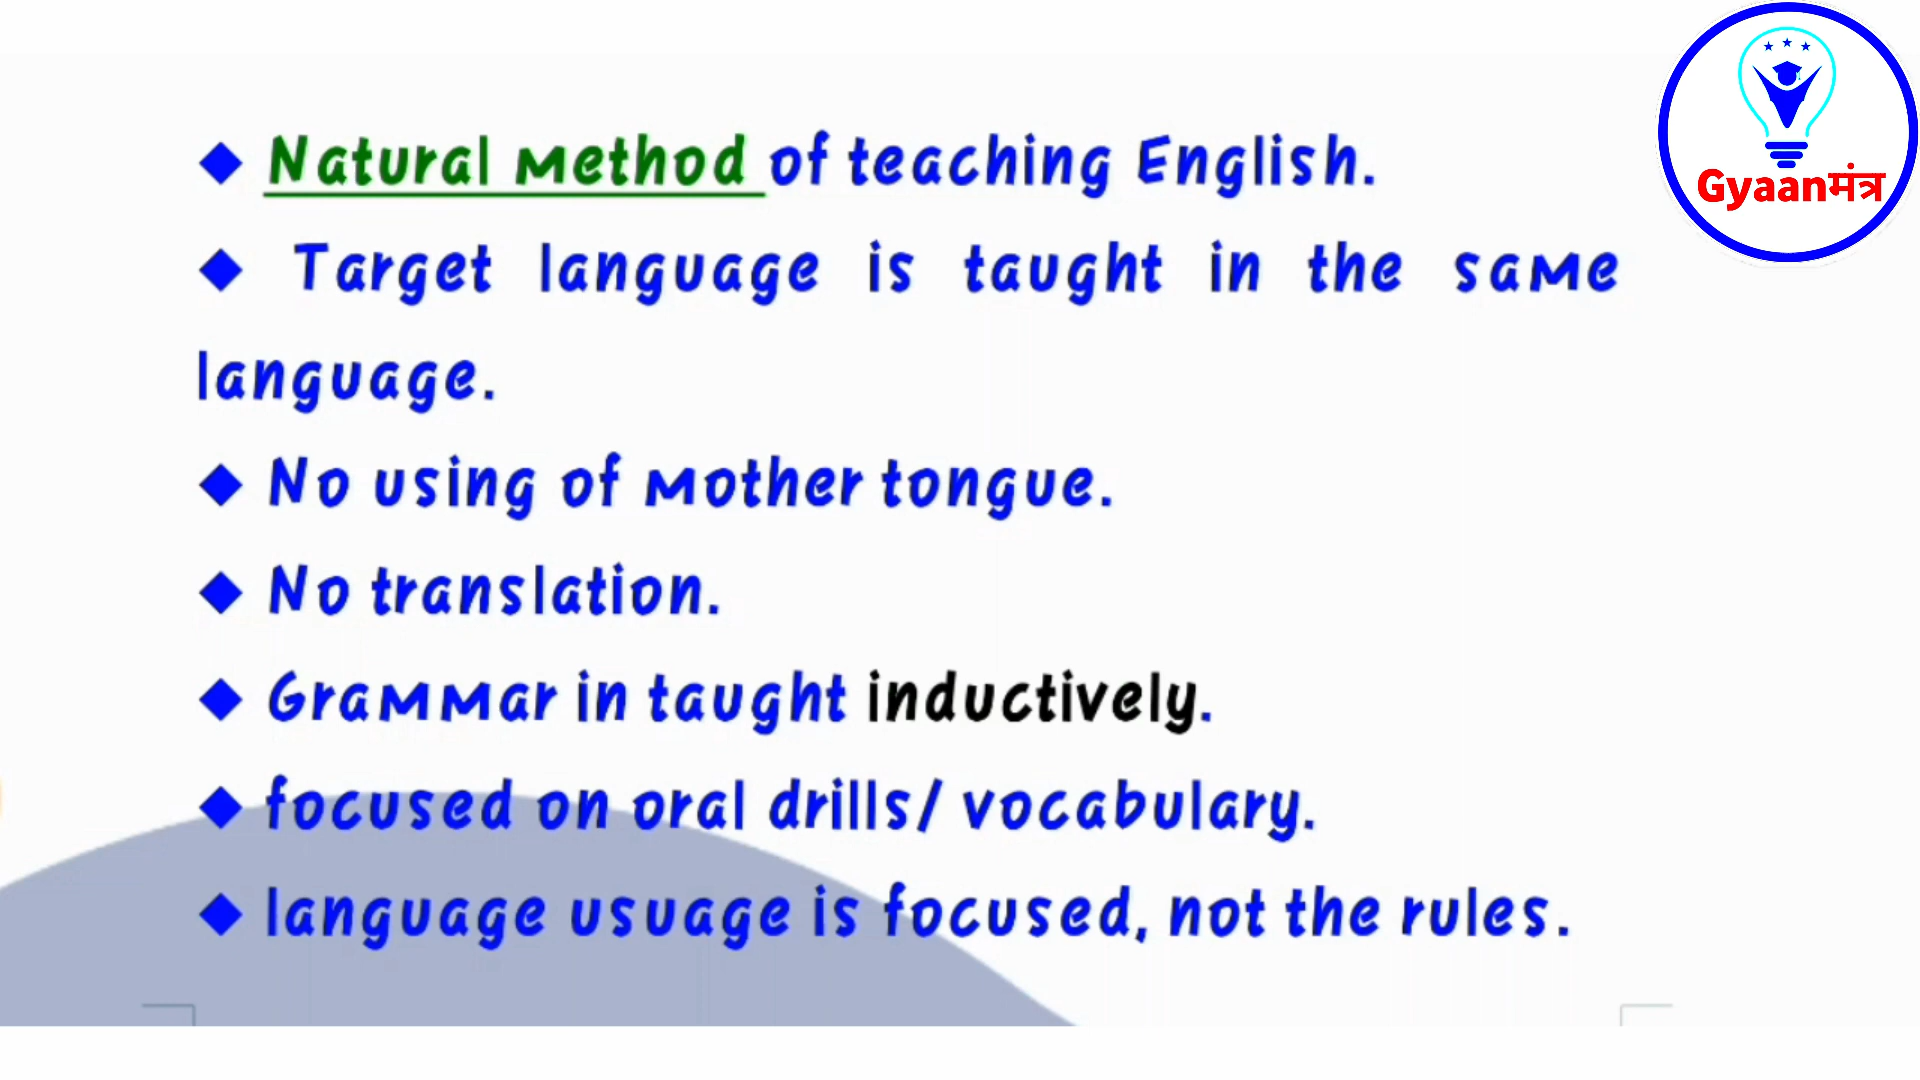 Gyaanमंत्र
◆ Natural Method of teaching English.
◆ Target language is taught in the same
language.
◆ No using of mother tongue.
◆ No translation.
◆ Grammar in taught inductively.
◆ focused on oral drills/ vocabulary.
◆ language usuage is focused, not the rules.